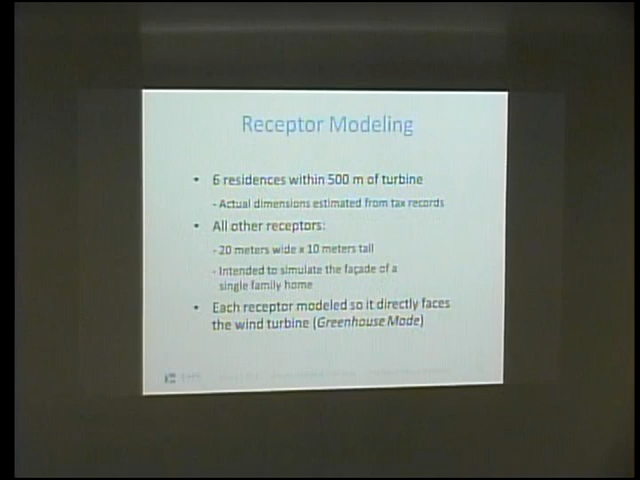 Receptor Modeling
• 6 residences within 500 m of turbine
- Actual dimensions estimated from tax records
• All other receptors:
- 20 meters wide x 10 meters tall
- Intended to simulate the façade of a
single family home
• Each receptor modeled so it directly faces
the wind turbine (Greenhouse Mode)